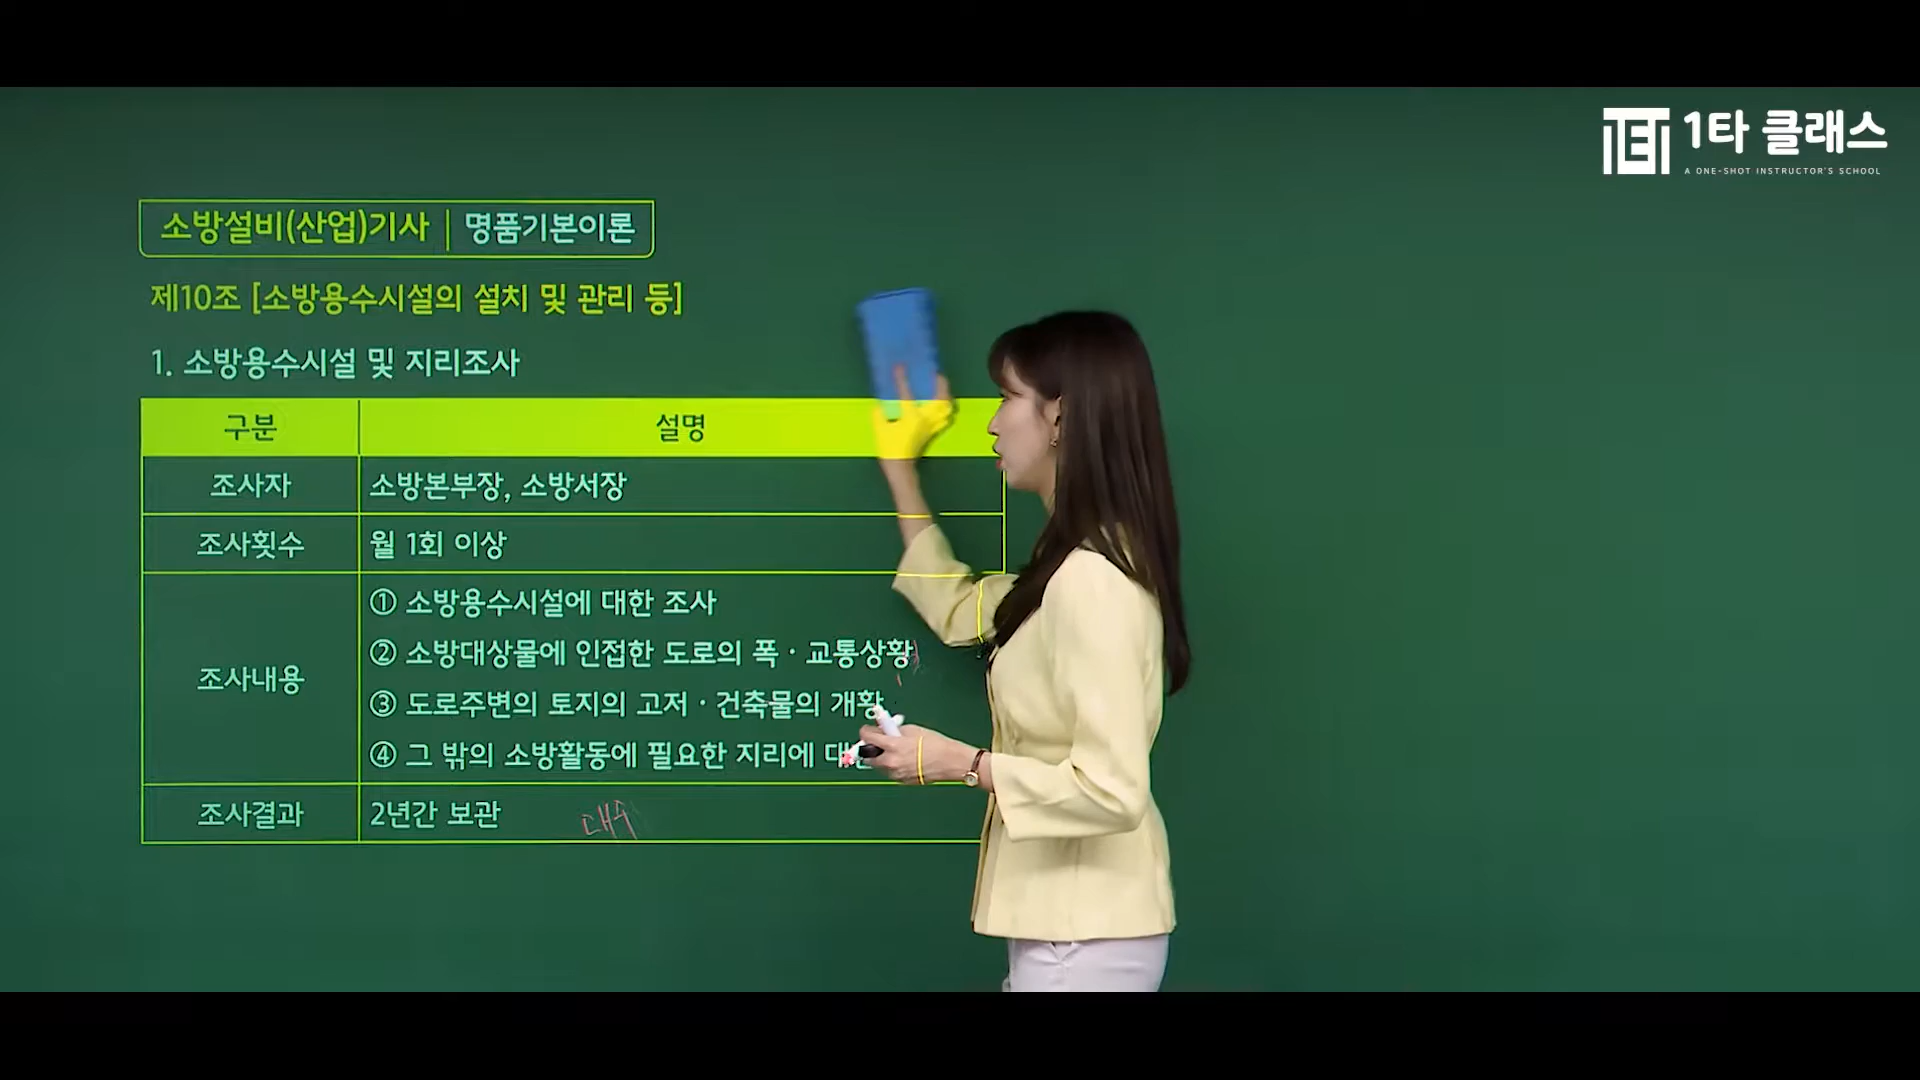 1타 클래스
A ONE-SHOT INSTRUCTOR'S SCHOOL
소방설비(산업)기사 | 명품기본이론
제10조 [소방용수시설의 설치 및 관리 등]
1. 소방용수시설 및 지리조사
구분 설명
조사자 소방본부장, 소방서장
조사횟수 월 1회 이상
조사내용
① 소방용수시설에 대한 조사
② 소방대상물에 인접한 도로의 폭 · 교통상황
③ 도로주변의 토지의 고저 · 건축물의 개황
④ 그 밖의 소방활동에 필요한 지리에
조사결과 2년간 보관